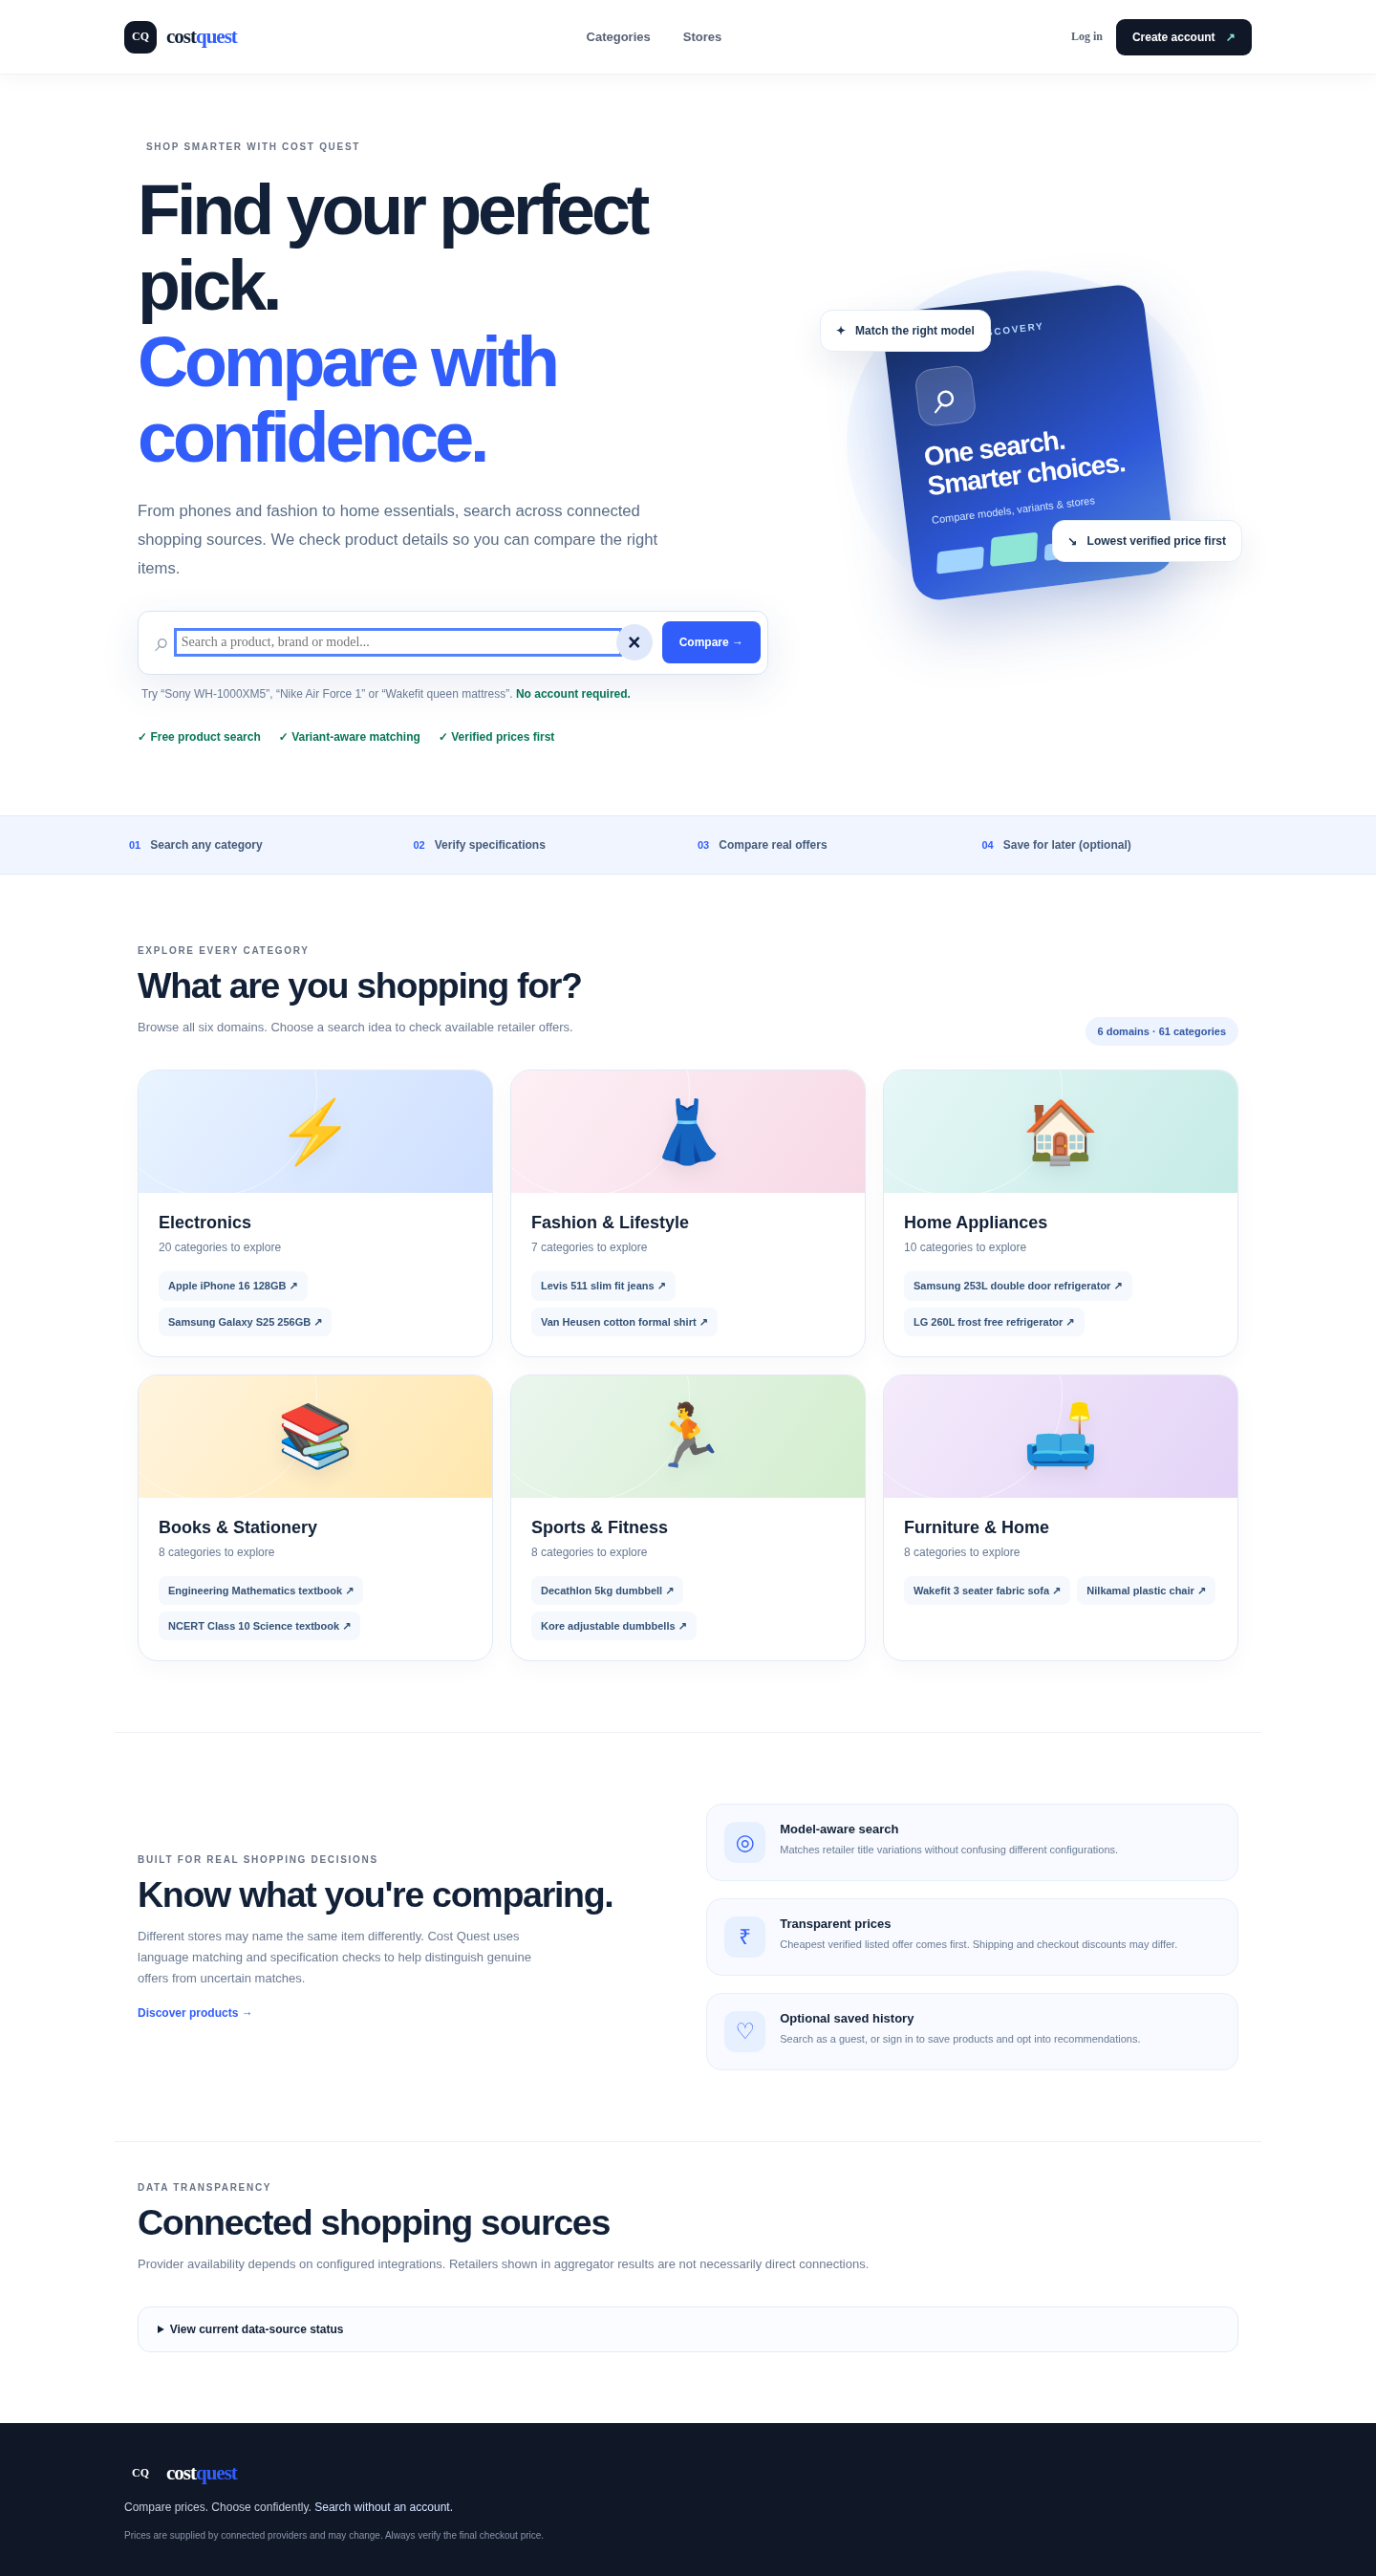 CQ costquest
Categories Stores
Log in Create account ↗
SHOP SMARTER WITH COST QUEST
Find your perfect
pick.
Compare with
confidence.
From phones and fashion to home essentials, search across connected
shopping sources. We check product details so you can compare the right
items.
Search a product, brand or model... ✕ Compare →
Try “Sony WH-1000XM5”, “Nike Air Force 1” or “Wakefit queen mattress”. No account required.
✓ Free product search ✓ Variant-aware matching ✓ Verified prices first
✦ Match the right model
One search.
Smarter choices.
Compare models, variants & stores
↘ Lowest verified price first
01 Search any category
02 Verify specifications
03 Compare real offers
04 Save for later (optional)
EXPLORE EVERY CATEGORY
What are you shopping for?
Browse all six domains. Choose a search idea to check available retailer offers.
6 domains · 61 categories
Electronics
20 categories to explore
Apple iPhone 16 128GB ↗
Samsung Galaxy S25 256GB ↗
Fashion & Lifestyle
7 categories to explore
Levis 511 slim fit jeans ↗
Van Heusen cotton formal shirt ↗
Home Appliances
10 categories to explore
Samsung 253L double door refrigerator ↗
LG 260L frost free refrigerator ↗
Books & Stationery
8 categories to explore
Engineering Mathematics textbook ↗
NCERT Class 10 Science textbook ↗
Sports & Fitness
8 categories to explore
Decathlon 5kg dumbbell ↗
Kore adjustable dumbbells ↗
Furniture & Home
8 categories to explore
Wakefit 3 seater fabric sofa ↗ Nilkamal plastic chair ↗
BUILT FOR REAL SHOPPING DECISIONS
Know what you're comparing.
Different stores may name the same item differently. Cost Quest uses
language matching and specification checks to help distinguish genuine
offers from uncertain matches.
Discover products →
Model-aware search
Matches retailer title variations without confusing different configurations.
₹
Transparent prices
Cheapest verified listed offer comes first. Shipping and checkout discounts may differ.
Optional saved history
Search as a guest, or sign in to save products and opt into recommendations.
DATA TRANSPARENCY
Connected shopping sources
Provider availability depends on configured integrations. Retailers shown in aggregator results are not necessarily direct connections.
▶ View current data-source status
CQ costquest
Compare prices. Choose confidently. Search without an account.
Prices are supplied by connected providers and may change. Always verify the final checkout price.